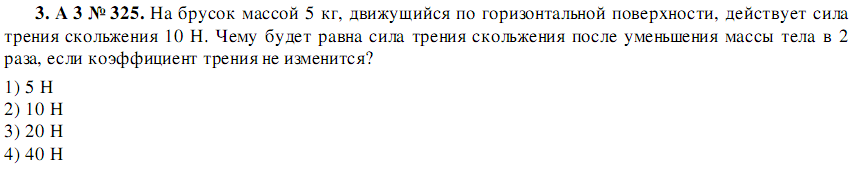 3. А 3 № 325. На брусок массой 5 кг, движущийся по горизонтальной поверхности, действует сила
трения скольжения 10 Н. Чему будет равна сила трения скольжения после уменьшения массы тела в 2
раза, если коэффициент трения не изменится?
1) 5 Н
2) 10 Н
3) 20 Н
4) 40 Н